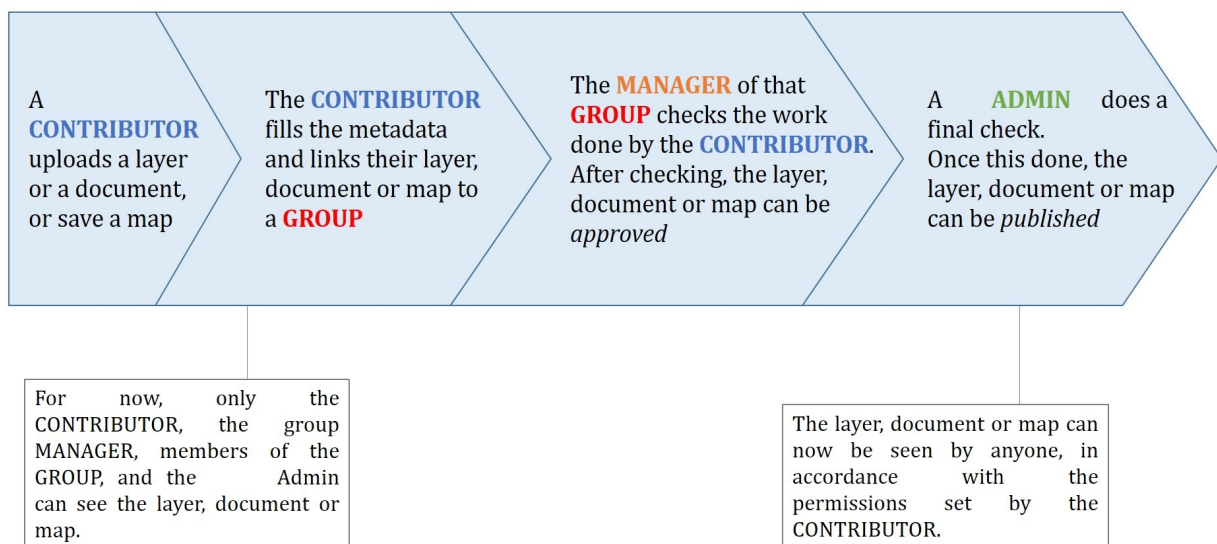 A
CONTRIBUTOR
uploads a layer
or a document,
or save a map
The CONTRIBUTOR
fills the metadata
and links their layer,
document or map to
a GROUP
The MANAGER of that
GROUP checks the work
done by the CONTRIBUTOR.
After checking, the layer,
document or map can be
approved
A ADMIN does a
final check.
Once this done, the
layer, document or map
can be published
For now, only the
CONTRIBUTOR, the group
MANAGER, members of the
GROUP, and the Admin
can see the layer, document or
map.
The layer, document or map can
now be seen by anyone, in
accordance with the
permissions set by the
CONTRIBUTOR.